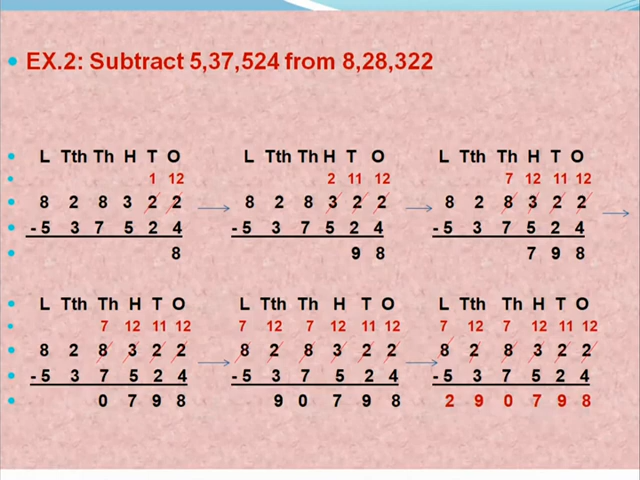 EX.2: Subtract 5,37,524 from 8,28,322
L Tth Th H T O
1 12
8 2 8 3 2 2
- 5 3 7 5 2 4
8
L Tth Th H T O
2 11 12
8 2 8 3 2 2
- 5 3 7 5 2 4
9 8
L Tth Th H T O
7 12 11 12
8 2 8 3 2 2
- 5 3 7 5 2 4
7 9 8
L Tth Th H T O
7 12 11 12
8 2 8 3 2 2
- 5 3 7 5 2 4
0 7 9 8
L Tth Th H T O
7 12 7 12 11 12
8 2 8 3 2 2
- 5 3 7 5 2 4
9 0 7 9 8
L Tth Th H T O
7 12 7 12 11 12
8 2 8 3 2 2
- 5 3 7 5 2 4
2 9 0 7 9 8